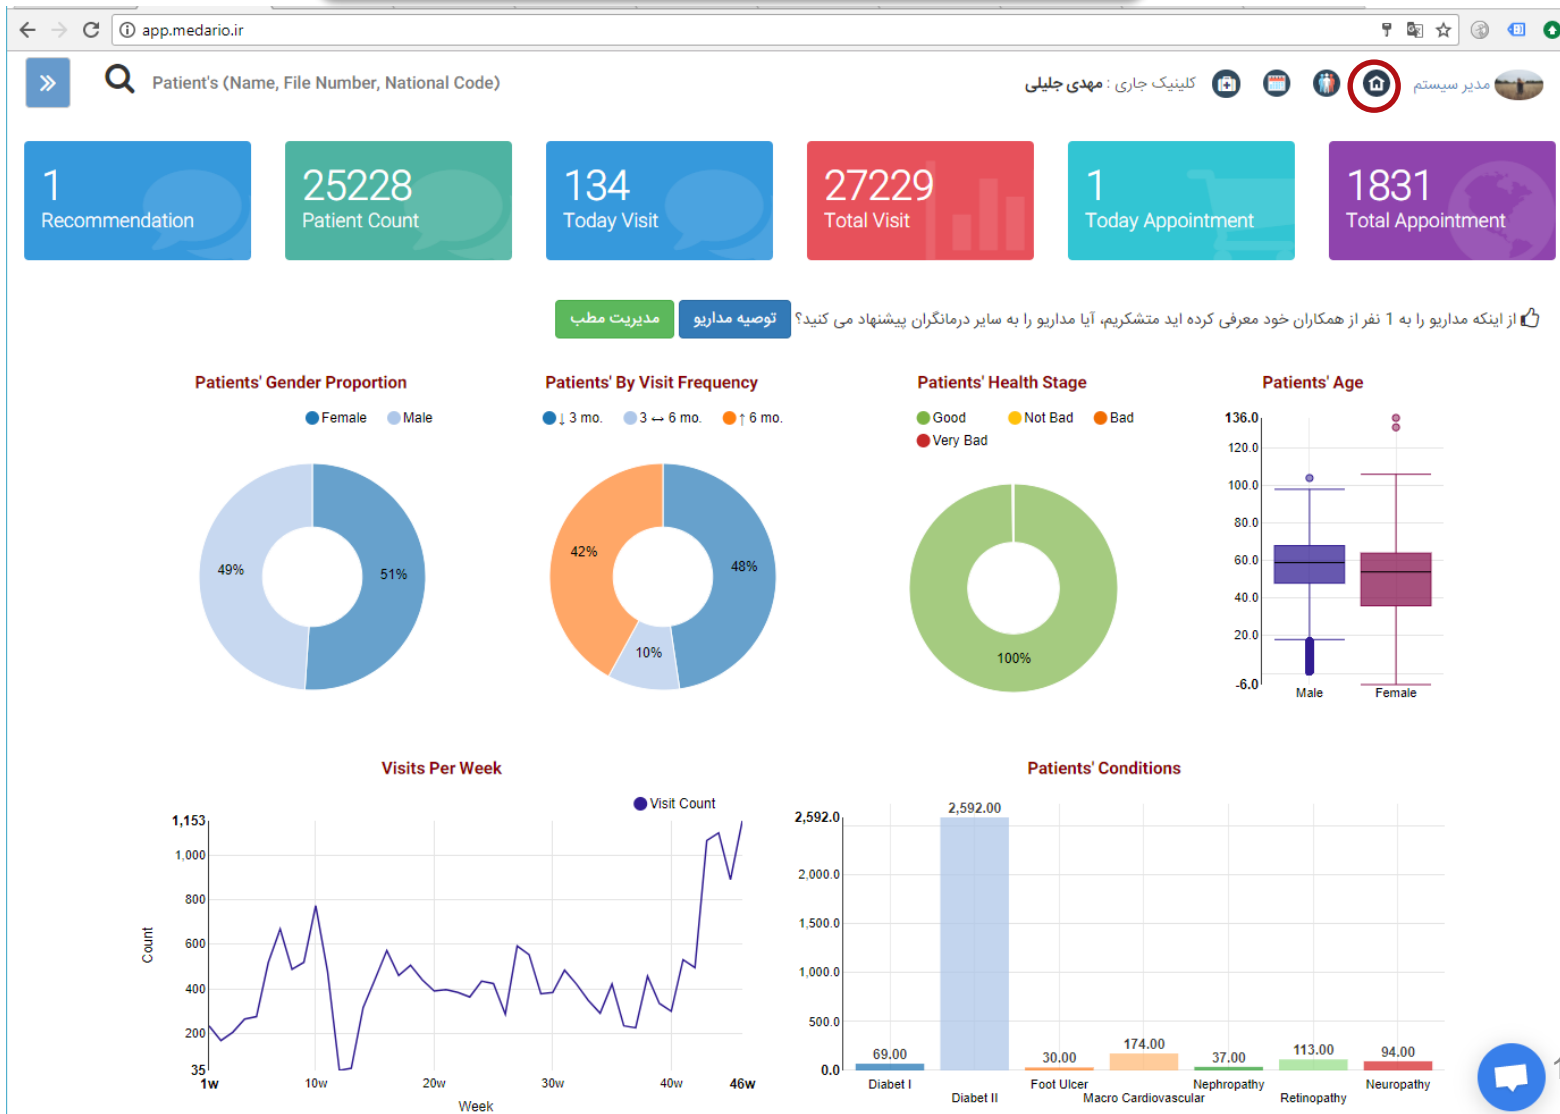 app.medario.ir
Patient's (Name, File Number, National Code)
کلینیک جاری : مهدی جلیلی
مدیر سیستم
1
Recommendation
25228
Patient Count
134
Today Visit
27229
Total Visit
1
Today Appointment
1831
Total Appointment
از اینکه مداریو را به 1 نفر از همکاران خود معرفی کرده اید متشکریم، آیا مداریو را به سایر درمانگران پیشنهاد می کنید؟
توصیه مداریو
مدیریت مطب
Patients' Gender Proportion
Female Male
49%
51%
Patients' By Visit Frequency
↓ 3 mo. 3 ↔ 6 mo. ↑ 6 mo.
42%
48%
10%
Patients' Health Stage
Good Not Bad Bad
Very Bad
100%
Patients' Age
136.0
120.0
100.0
80.0
60.0
40.0
20.0
-6.0
Male Female
Visits Per Week
Visit Count
1,153
1,000
800
600
400
200
35
Count
1w 10w 20w 30w 40w 46w
Week
Patients' Conditions
2,592.0
2,000.0
1,500.0
1,000.0
500.0
0.0
69.00 2,592.00 30.00 174.00 37.00 113.00 94.00
Diabet I Foot Ulcer Nephropathy Neuropathy
Diabet II Macro Cardiovascular Retinopathy